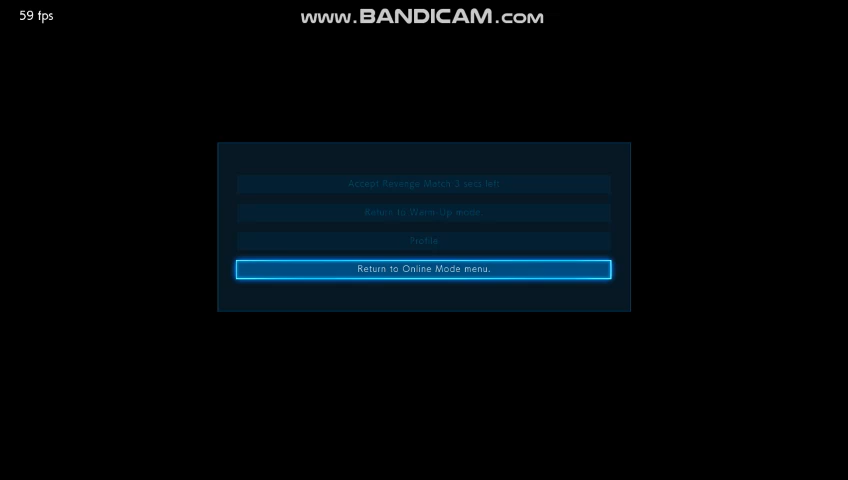 59 fps
www.BANDICAM.com
Accept Revenge Match 3 secs left
Return to Warm-Up mode
Profile
Return to Online Mode menu.